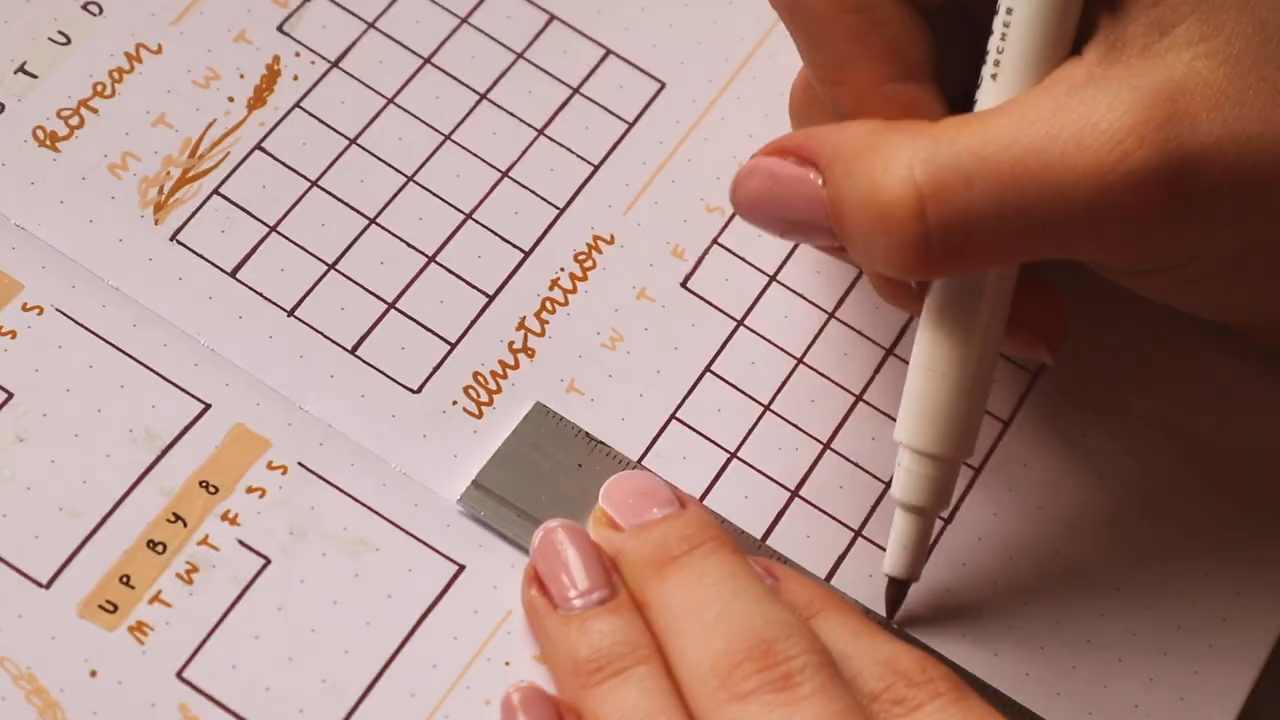 T U D
korean
M T W T
illustration
T W T F S
S S
U P B Y 8
M T W T F S S
ARCHER